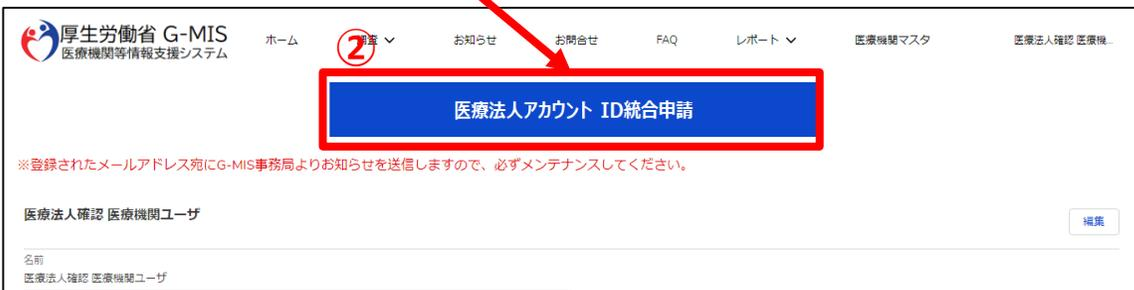 厚生労働省 G-MIS
医療機関等情報支援システム
ホーム
査
お知らせ
お問合せ
FAQ
レポート
医療機関マスタ
医療法人確認 医療機...
②
医療法人アカウント ID統合申請
※登録されたメールアドレス宛にG-MIS事務局よりお知らせを送信しますので、必ずメンテナンスしてください。
医療法人確認 医療機関ユーザ
編集
名前
医療法人確認 医療機関ユーザ